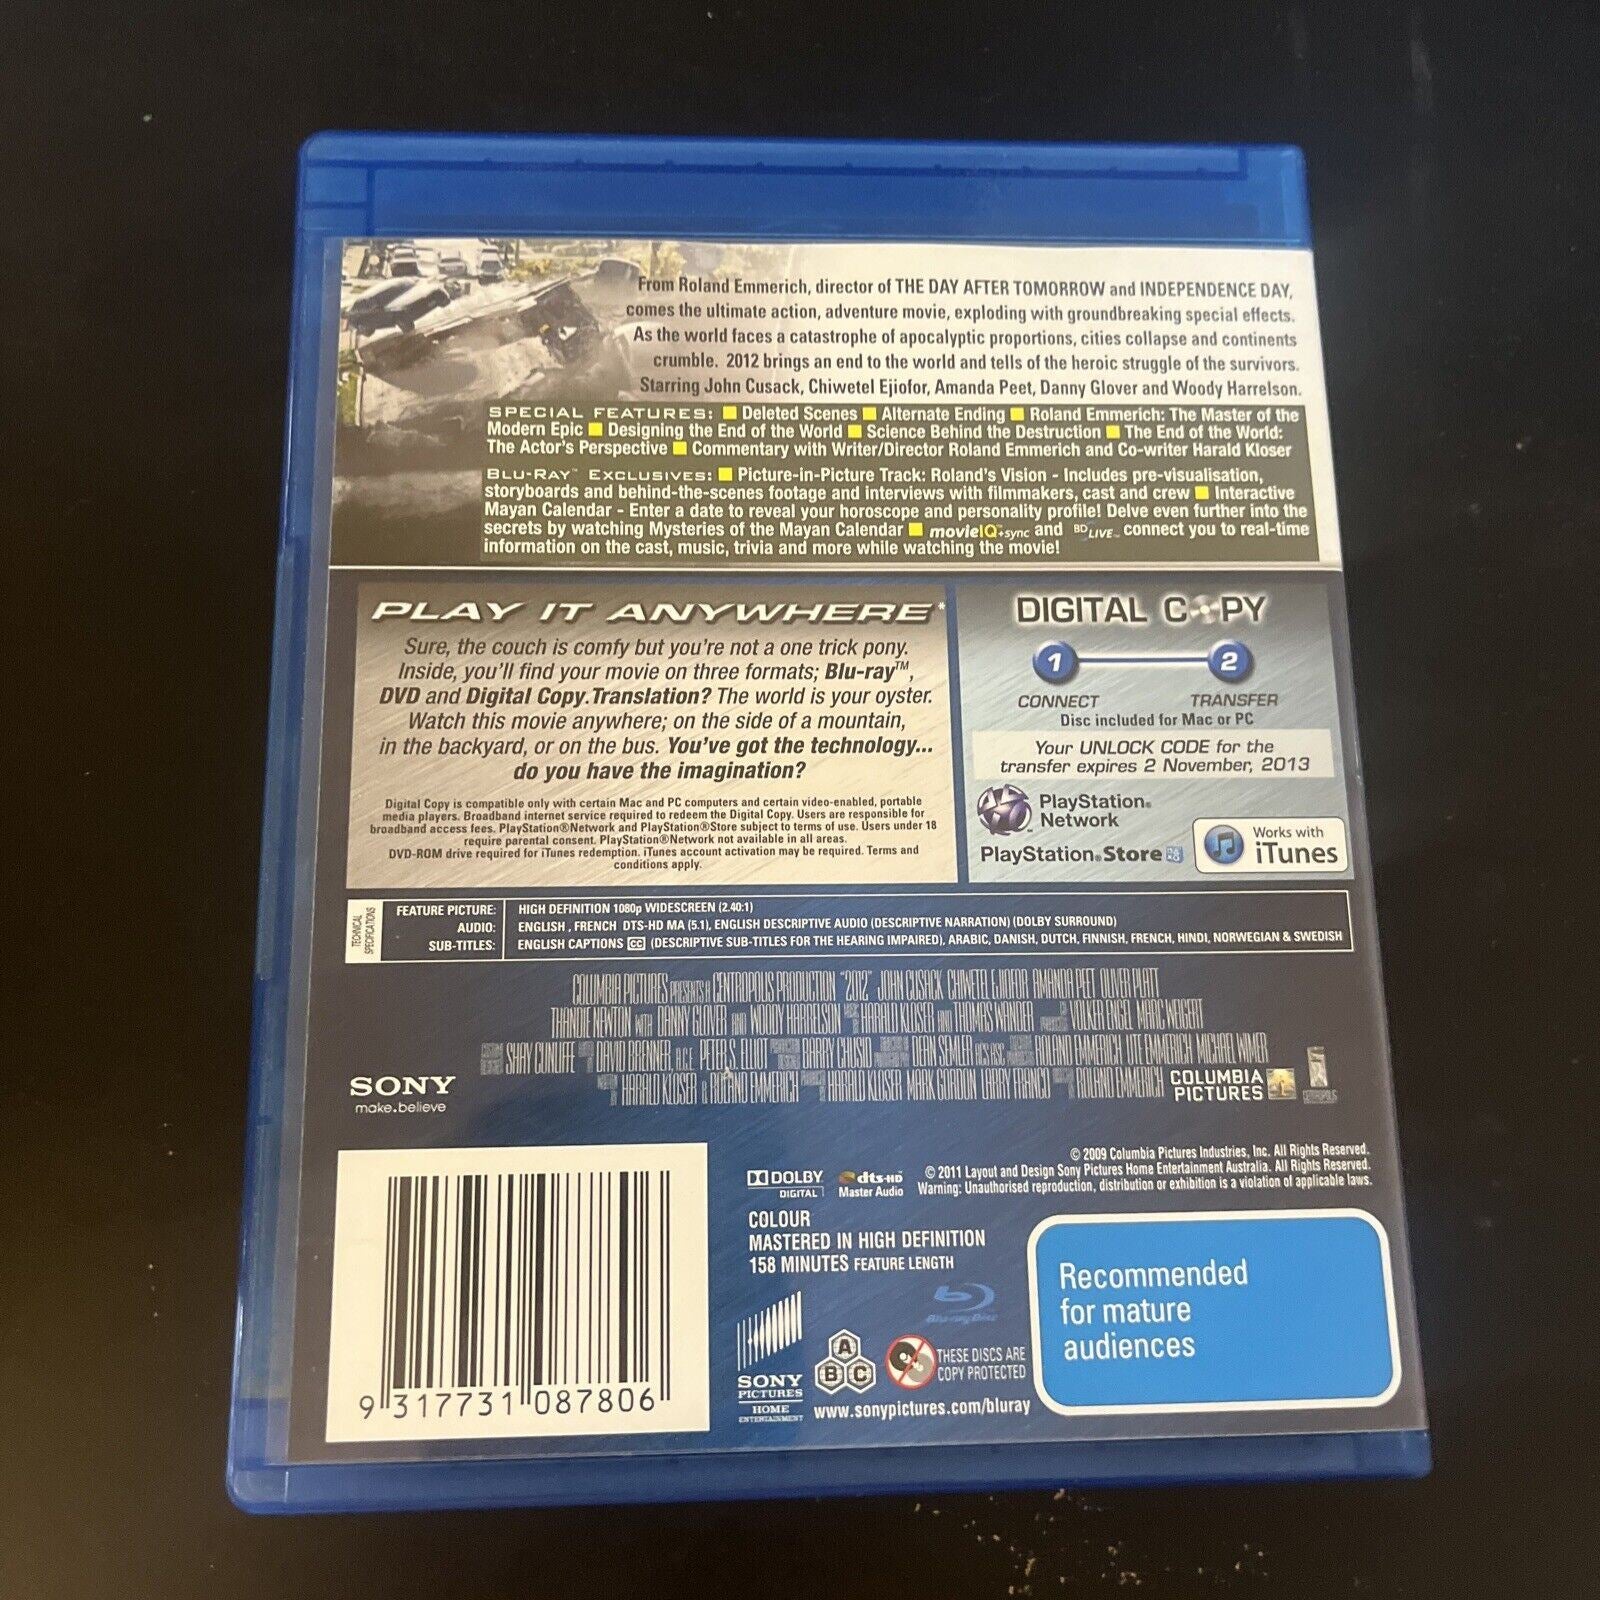 From Roland Emmerich, director of THE DAY AFTER TOMORROW and INDEPENDENCE DAY,
comes the ultimate action, adventure movie, exploding with groundbreaking special effects.
As the world faces a catastrophe of apocalyptic proportions, cities collapse and continents
crumble. 2012 brings an end to the world and tells of the heroic struggle of the survivors.
Starring John Cusack, Chiwetel Ejiofor, Amanda Peet, Danny Glover and Woody Harrelson.
SPECIAL FEATURES: ■ Deleted Scenes ■ Alternate Ending ■ Roland Emmerich: The Master of the
Modern Epic ■ Designing the End of the World ■ Science Behind the Destruction ■ The End of the World:
The Actor's Perspective ■ Commentary with Writer/Director Roland Emmerich and Co-writer Harald Kloser
BLU-RAY™ EXCLUSIVES: ■ Picture-in-Picture Track: Roland's Vision - Includes pre-visualisation,
storyboards and behind-the-scenes footage and interviews with filmmakers, cast and crew ■ Interactive
Mayan Calendar - Enter a date to reveal your horoscope and personality profile! Delve even further into the
secrets by watching Mysteries of the Mayan Calendar ■ movieIQ™+sync and BD LIVE™ connect you to real-time
information on the cast, music, trivia and more while watching the movie!
PLAY IT ANYWHERE*
Sure, the couch is comfy but you're not a one trick pony.
Inside, you'll find your movie on three formats; Blu-ray™,
DVD and Digital Copy.Translation? The world is your oyster.
Watch this movie anywhere; on the side of a mountain,
in the backyard, or on the bus. You've got the technology...
do you have the imagination?
Digital Copy is compatible only with certain Mac and PC computers and certain video-enabled, portable
media players. Broadband internet service required to redeem the Digital Copy. Users are responsible for
broadband access fees. PlayStation®Network and PlayStation®Store subject to terms of use. Users under 18
require parental consent. PlayStation®Network not available in all areas.
DVD-ROM drive required for iTunes redemption. iTunes account activation may be required. Terms and
conditions apply.
DIGITAL COPY
1 2
CONNECT TRANSFER
Disc included for Mac or PC
Your UNLOCK CODE for the
transfer expires 2 November, 2013
PlayStation®
Network
PlayStation®Store
Works with
iTunes
TECHNICAL
SPECIFICATIONS
FEATURE PICTURE: HIGH DEFINITION 1080p WIDESCREEN (2.40:1)
AUDIO: ENGLISH , FRENCH DTS-HD MA (5.1), ENGLISH DESCRIPTIVE AUDIO (DESCRIPTIVE NARRATION) (DOLBY SURROUND)
SUB-TITLES: ENGLISH CAPTIONS CC (DESCRIPTIVE SUB-TITLES FOR THE HEARING IMPAIRED), ARABIC, DANISH, DUTCH, FINNISH, FRENCH, HINDI, NORWEGIAN & SWEDISH
COLUMBIA PICTURES PRESENTS A CENTROPOLIS PRODUCTION "2012" JOHN CUSACK CHIWETEL EJIOFOR AMANDA PEET OLIVER PLATT
THANDIE NEWTON WITH DANNY GLOVER AND WOODY HARRELSON HARALD KLOSER AND THOMAS WANDER VOLKER ENGEL MARC WEIGERT
SHAY CUNLIFFE DAVID BRENNER, A.C.E. PETER S. ELLIOT BARRY CHUSID DEAN SEMLER ACS ASC ROLAND EMMERICH UTE EMMERICH MICHAEL WIMER
HARALD KLOSER & ROLAND EMMERICH HARALD KLOSER MARK GORDON LARRY FRANCO ROLAND EMMERICH
SONY
make.believe
COLUMBIA
PICTURES
CENTROPOLIS
© 2009 Columbia Pictures Industries, Inc. All Rights Reserved.
© 2011 Layout and Design Sony Pictures Home Entertainment Australia. All Rights Reserved.
Warning: Unauthorised reproduction, distribution or exhibition is a violation of applicable laws.
DOLBY
DIGITAL
dts-HD
Master Audio
COLOUR
MASTERED IN HIGH DEFINITION
158 MINUTES FEATURE LENGTH
Blu-ray Disc
SONY
PICTURES
HOME
ENTERTAINMENT
A
B C
THESE DISCS ARE
COPY PROTECTED
www.sonypictures.com/bluray
Recommended
for mature
audiences
9 317731 087806